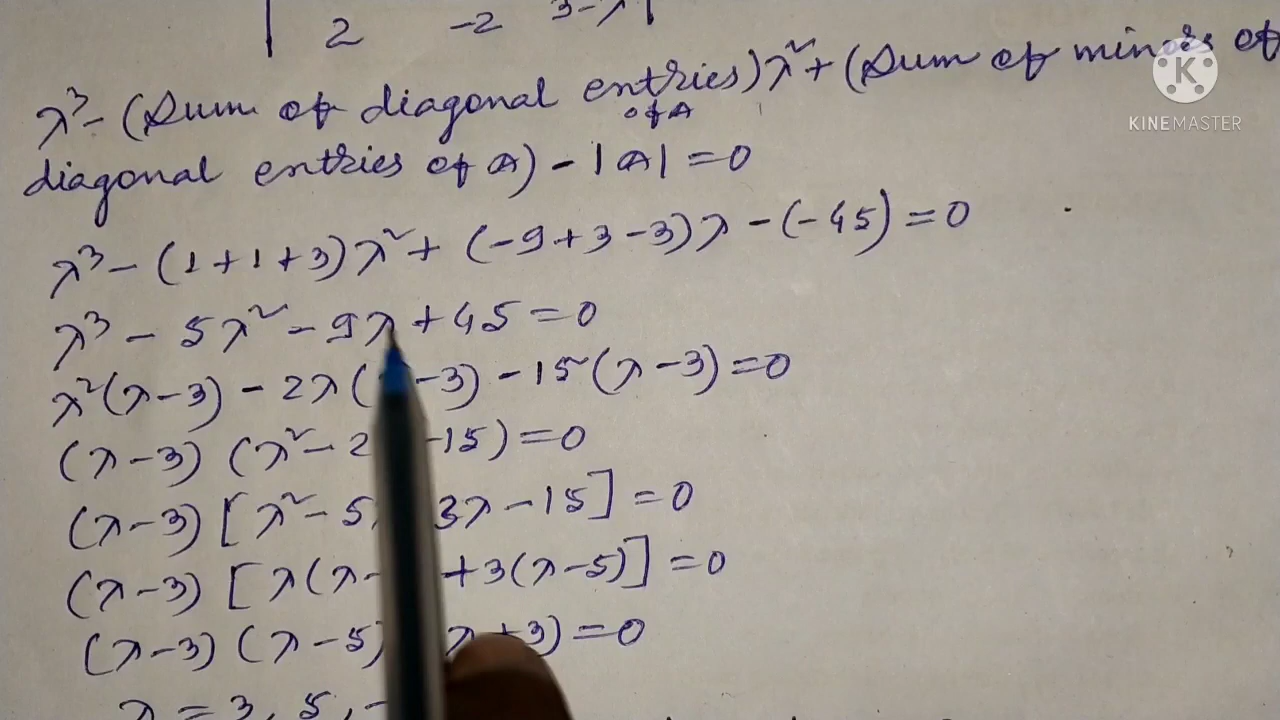 2 -2 3-λ|
λ³ - (Sum of diagonal entries)λ² + (Sum of minors of
of A
diagonal entries of A) - |A| = 0
λ³ - (1+1+3)λ² + (-9+3-3)λ - (-45) = 0
λ³ - 5λ² - 9λ + 45 = 0
λ²(λ-3) - 2λ( -3) - 15(λ-3) = 0
(λ-3) (λ² - 2 -15) = 0
(λ-3) [λ² - 5 3λ - 15] = 0
(λ-3) [λ(λ- + 3(λ-5)] = 0
(λ-3) (λ-5) λ+3) = 0
λ = 3, 5, -
K
KINEMASTER